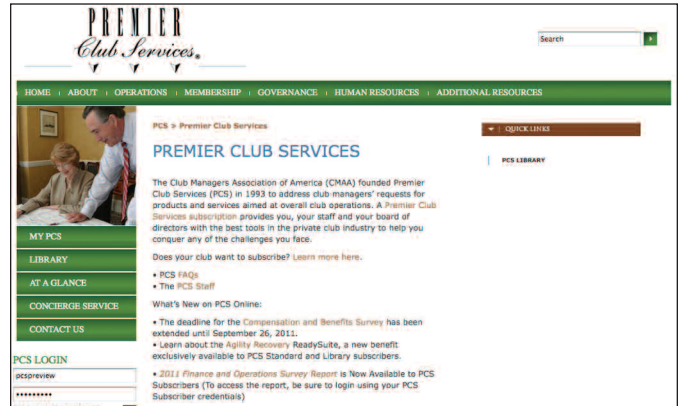 PREMIER
Club Services®
Search
HOME | ABOUT | OPERATIONS | MEMBERSHIP | GOVERNANCE | HUMAN RESOURCES | ADDITIONAL RESOURCES
PCS > Premier Club Services
PREMIER CLUB SERVICES
The Club Managers Association of America (CMAA) founded Premier
Club Services (PCS) in 1993 to address club managers' requests for
products and services aimed at overall club operations. A Premier Club
Services subscription provides you, your staff and your board of
directors with the best tools in the private club industry to help you
conquer any of the challenges you face.
Does your club want to subscribe? Learn more here.
• PCS FAQs
• The PCS Staff
What's New on PCS Online:
• The deadline for the Compensation and Benefits Survey has been
extended until September 26, 2011.
• Learn about the Agility Recovery ReadySuite, a new benefit
exclusively available to PCS Standard and Library subscribers.
• 2011 Finance and Operations Survey Report is Now Available to PCS
Subscribers (To access the report, be sure to login using your PCS
Subscriber credentials)
QUICK LINKS
PCS LIBRARY
MY PCS
LIBRARY
AT A GLANCE
CONCIERGE SERVICE
CONTACT US
PCS LOGIN
pcspreview
•••••••••